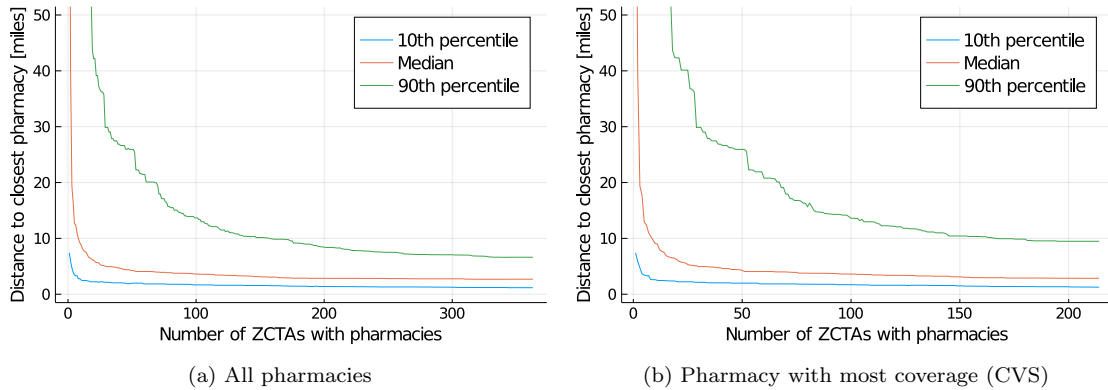 Distance to closest pharmacy [miles]
50
40
30
20
10
0
10th percentile
Median
90th percentile
0
100
200
300
Number of ZCTAs with pharmacies
(a) All pharmacies
Distance to closest pharmacy [miles]
50
40
30
20
10
0
10th percentile
Median
90th percentile
0
50
100
150
200
Number of ZCTAs with pharmacies
(b) Pharmacy with most coverage (CVS)